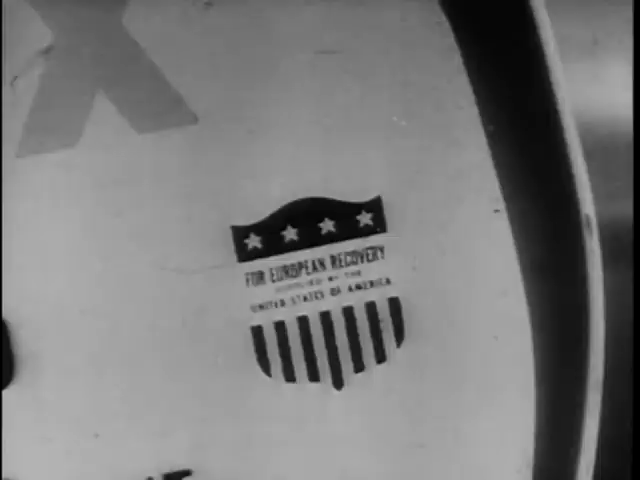 X
FOR EUROPEAN RECOVERY
SUPPLIED BY THE
UNITED STATES OF AMERICA